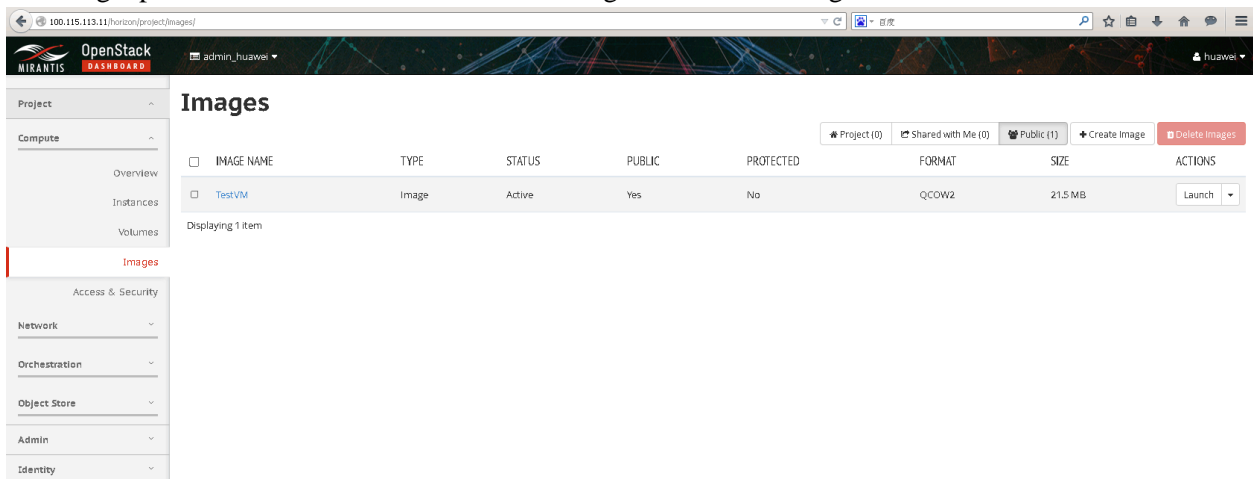 100.115.113.11/horizon/project/images/
百度
MIRANTIS
OpenStack
DASHBOARD
admin_huawei
huawei
Project
Compute
Overview
Instances
Volumes
Images
Access & Security
Network
Orchestration
Object Store
Admin
Identity
Images
Project (0) Shared with Me (0) Public (1) Create Image Delete Images
IMAGE NAME TYPE STATUS PUBLIC PROTECTED FORMAT SIZE ACTIONS
TestVM Image Active Yes No QCOW2 21.5 MB Launch
Displaying 1 item